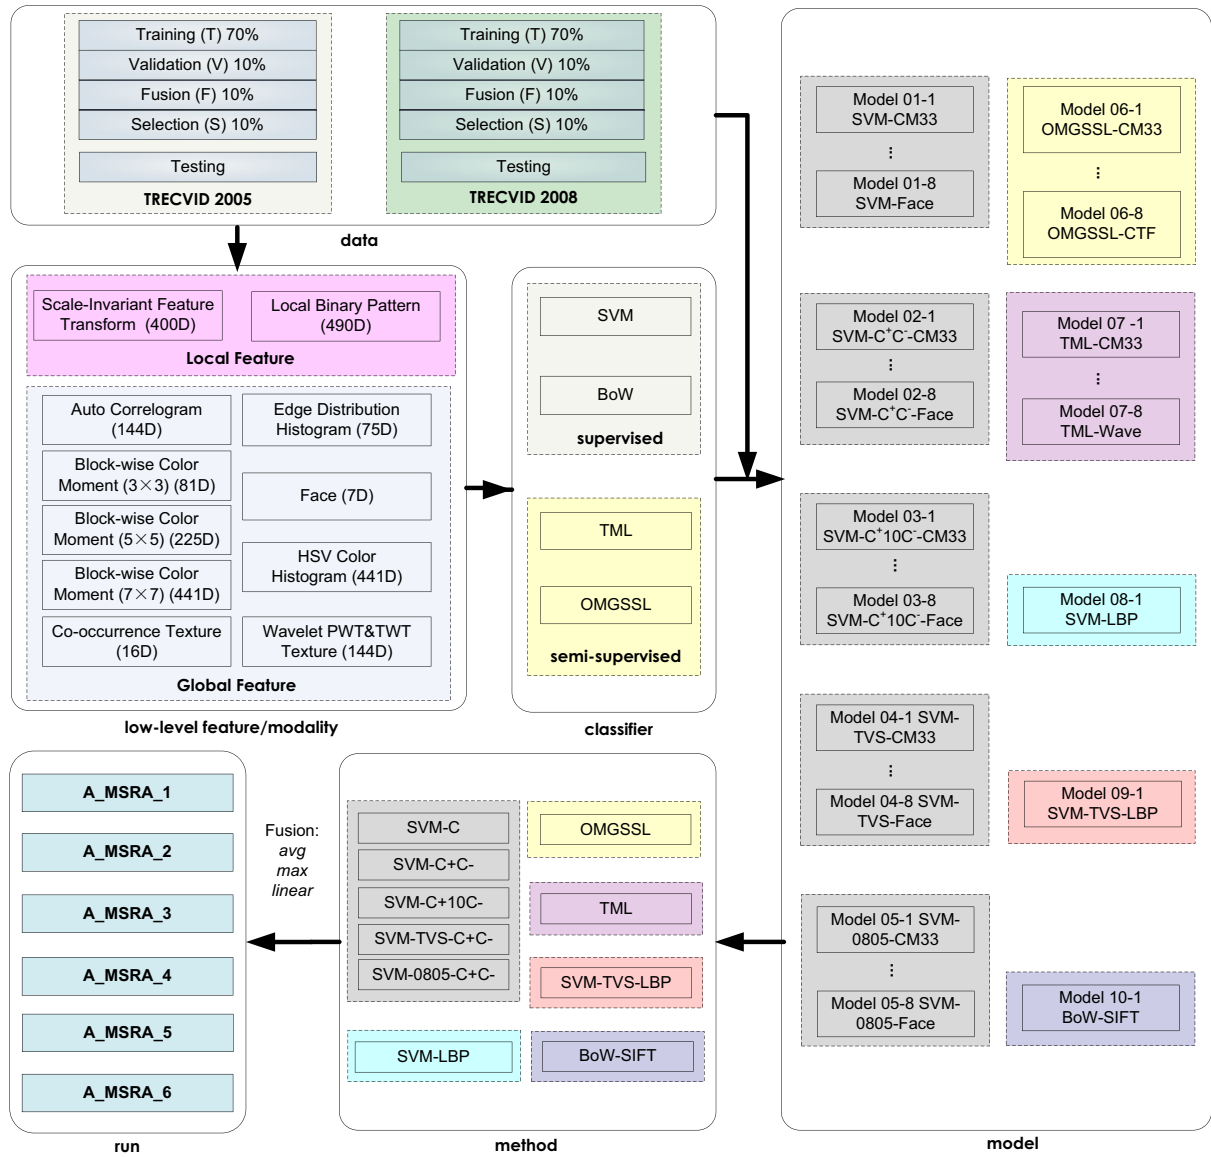 Training (T) 70%
Validation (V) 10%
Fusion (F) 10%
Selection (S) 10%
Testing
TRECVID 2005
Training (T) 70%
Validation (V) 10%
Fusion (F) 10%
Selection (S) 10%
Testing
TRECVID 2008
data
Scale-Invariant Feature
Transform (400D)
Local Binary Pattern
(490D)
Local Feature
Auto Correlogram
(144D)
Edge Distribution
Histogram (75D)
Block-wise Color
Moment (3×3) (81D)
Face (7D)
Block-wise Color
Moment (5×5) (225D)
HSV Color
Histogram (441D)
Block-wise Color
Moment (7×7) (441D)
Co-occurrence Texture
(16D)
Wavelet PWT&TWT
Texture (144D)
Global Feature
low-level feature/modality
SVM
BoW
supervised
TML
OMGSSL
semi-supervised
classifier
Model 01-1
SVM-CM33
...
Model 01-8
SVM-Face
Model 06-1
OMGSSL-CM33
...
Model 06-8
OMGSSL-CTF
Model 02-1
SVM-C⁺C⁻-CM33
...
Model 02-8
SVM-C⁺C⁻-Face
Model 07 -1
TML-CM33
...
Model 07-8
TML-Wave
Model 03-1
SVM-C⁺10C⁻-CM33
...
Model 03-8
SVM-C⁺10C⁻-Face
Model 08-1
SVM-LBP
Model 04-1 SVM-
TVS-CM33
...
Model 04-8 SVM-
TVS-Face
Model 09-1
SVM-TVS-LBP
Model 05-1 SVM-
0805-CM33
...
Model 05-8 SVM-
0805-Face
Model 10-1
BoW-SIFT
model
SVM-C
SVM-C+C-
SVM-C+10C-
SVM-TVS-C+C-
SVM-0805-C+C-
OMGSSL
TML
SVM-TVS-LBP
SVM-LBP
BoW-SIFT
method
Fusion:
avg
max
linear
A_MSRA_1
A_MSRA_2
A_MSRA_3
A_MSRA_4
A_MSRA_5
A_MSRA_6
run